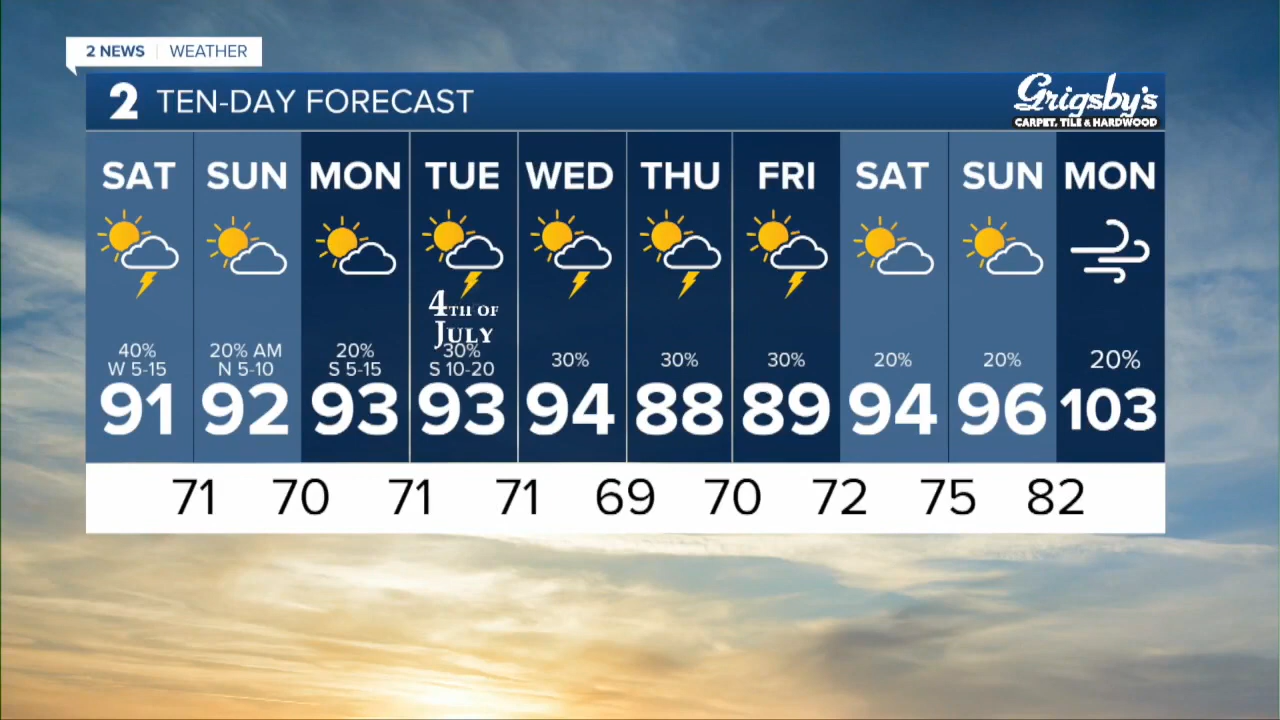 2 NEWS WEATHER
2 TEN-DAY FORECAST
Grigsby's
CARPET, TILE & HARDWOOD
SAT SUN MON TUE WED THU FRI SAT SUN MON
4TH OF
JULY
40% 20% AM 20% 30% 30% 30% 30% 20% 20% 20%
W 5-15 N 5-10 S 5-15 S 10-20
91 92 93 93 94 88 89 94 96 103
71 70 71 71 69 70 72 75 82